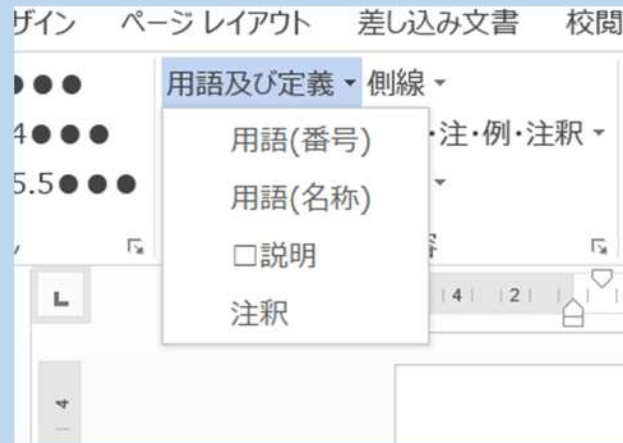 ザイン ページ レイアウト 差し込み文書 校閲
●●● 用語及び定義 側線
4●●● 用語(番号) ・注・例・注釈
5.5●●● 用語(名称)
□説明
注釈
L 4 2
4